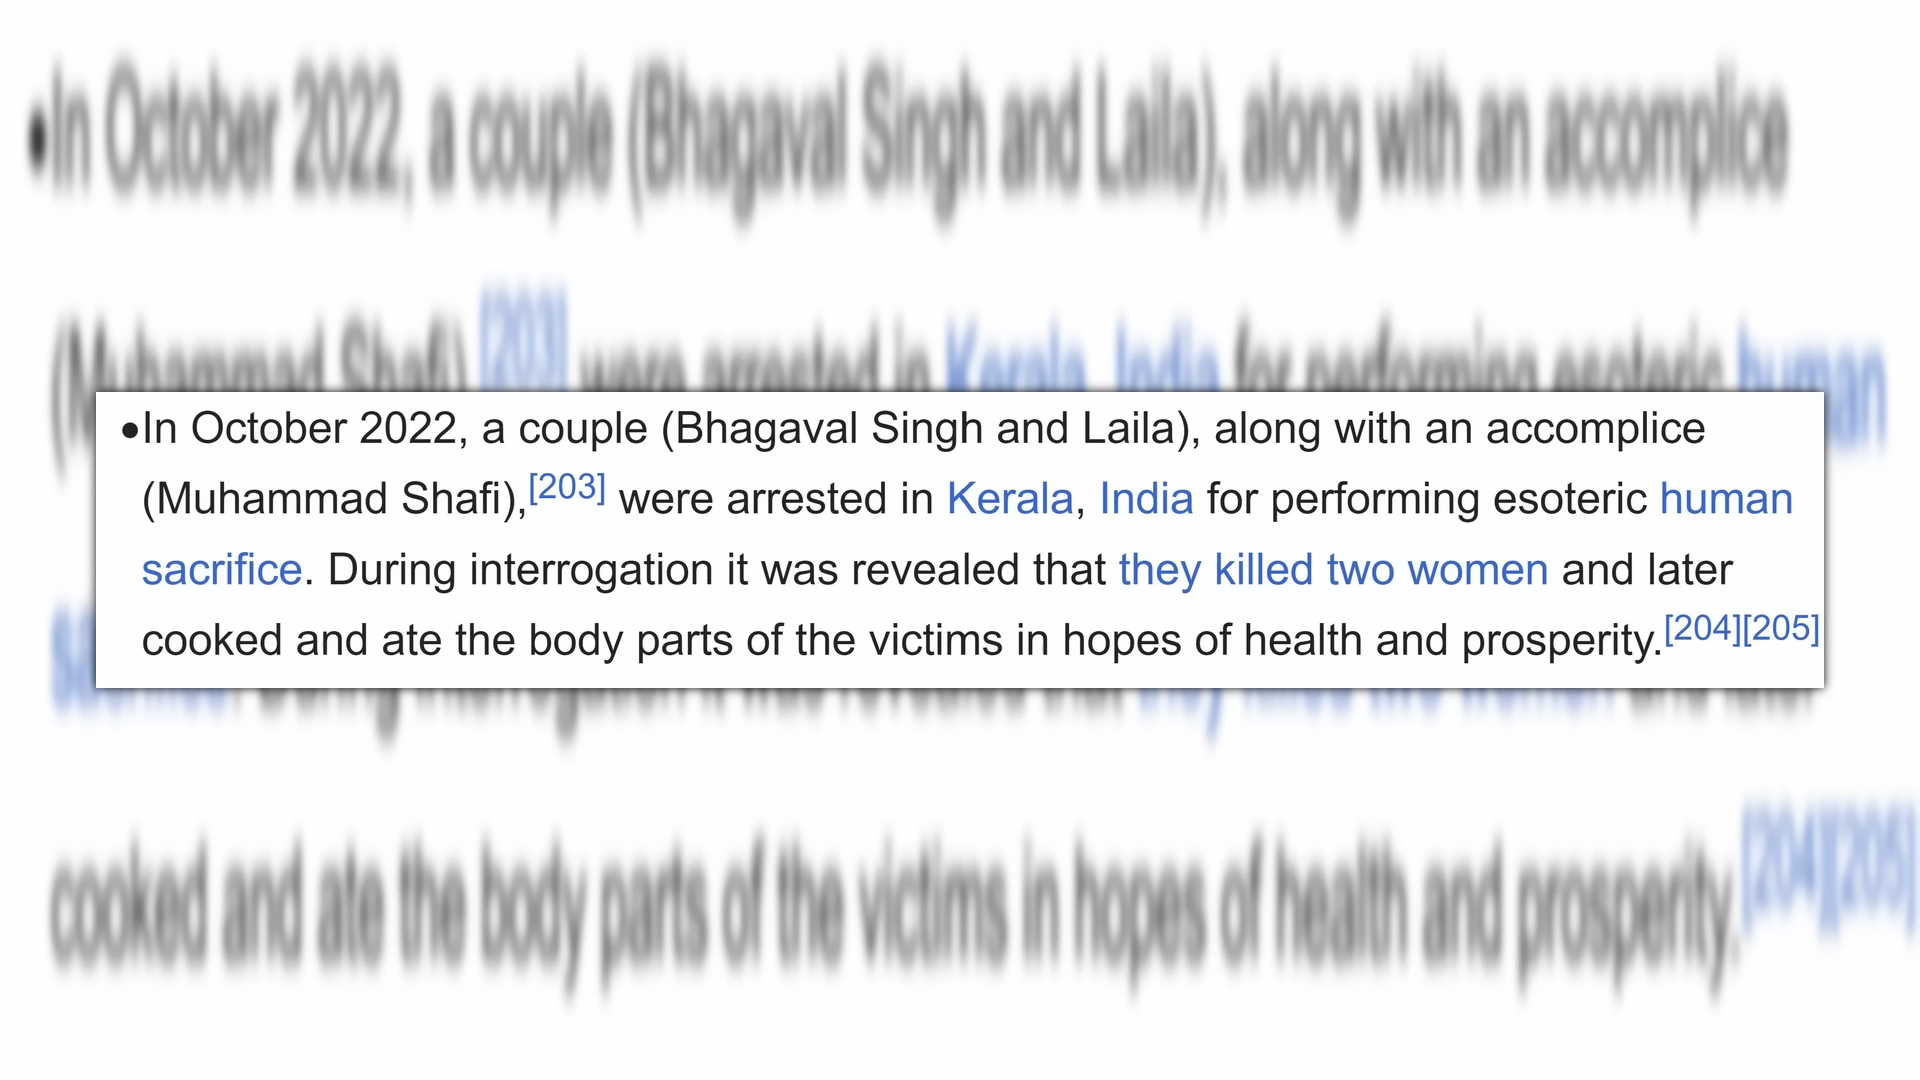 •In October 2022, a couple (Bhagaval Singh and Laila), along with an accomplice
(Muhammad Shafi),[203] were arrested in Kerala, India for performing esoteric human
sacrifice. During interrogation it was revealed that they killed two women and later
cooked and ate the body parts of the victims in hopes of health and prosperity.[204][205]